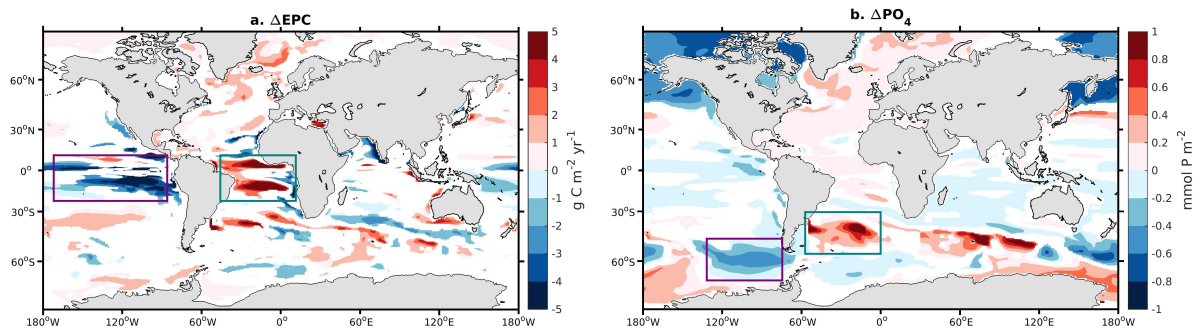 a. ΔEPC
60°N
30°N
0°
30°S
60°S
180°W 120°W 60°W 0° 60°E 120°E 180°W
5
4
3
2
1
0
-1
-2
-3
-4
-5
g C m⁻² yr⁻¹
b. ΔPO₄
60°N
30°N
0°
30°S
60°S
180°W 120°W 60°W 0° 60°E 120°E 180°W
1
0.8
0.6
0.4
0.2
0
-0.2
-0.4
-0.6
-0.8
-1
mmol P m⁻²